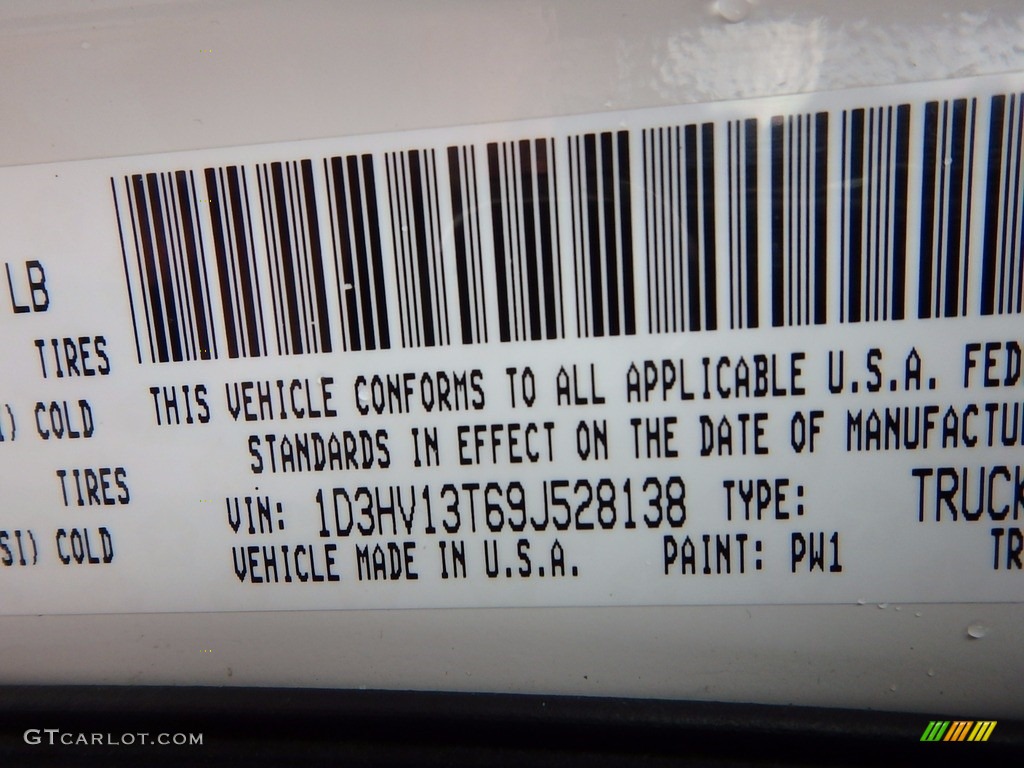 LB
TIRES
I) COLD
TIRES
SI) COLD
THIS VEHICLE CONFORMS TO ALL APPLICABLE U.S.A. FED
STANDARDS IN EFFECT ON THE DATE OF MANUFACTU
VIN: 1D3HV13T69J528138 TYPE: TRUCK
VEHICLE MADE IN U.S.A. PAINT: PW1 TR
GTCARLOT.COM